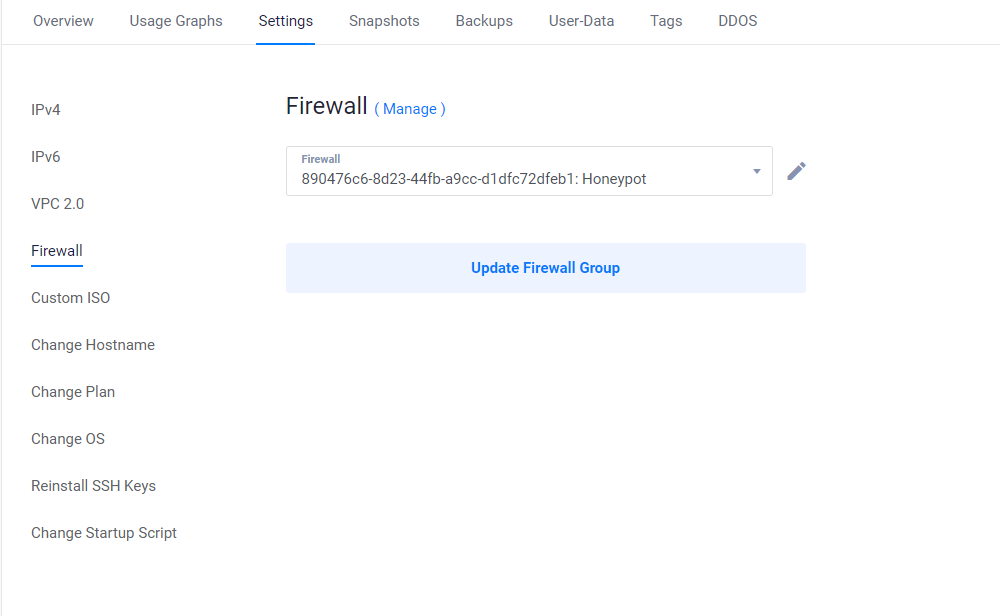 Overview Usage Graphs Settings Snapshots Backups User-Data Tags DDOS
IPv4
IPv6
VPC 2.0
Firewall
Custom ISO
Change Hostname
Change Plan
Change OS
Reinstall SSH Keys
Change Startup Script
Firewall ( Manage )
Firewall
890476c6-8d23-44fb-a9cc-d1dfc72dfeb1: Honeypot
Update Firewall Group